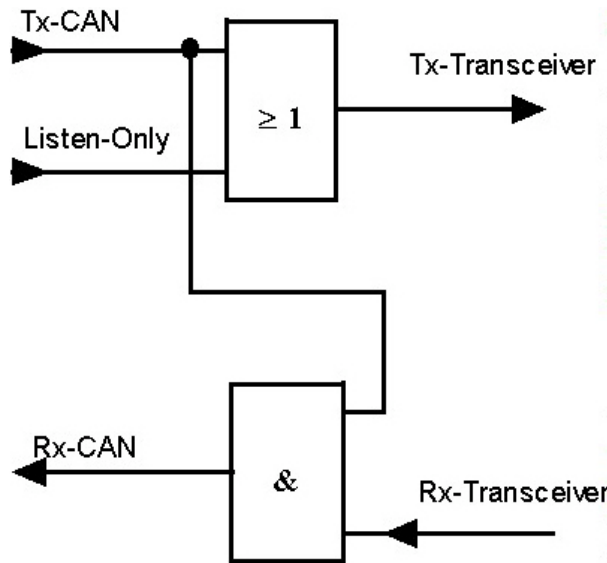 Tx-CAN
Tx-Transceiver
≥ 1
Listen-Only
Rx-CAN
&
Rx-Transceiver